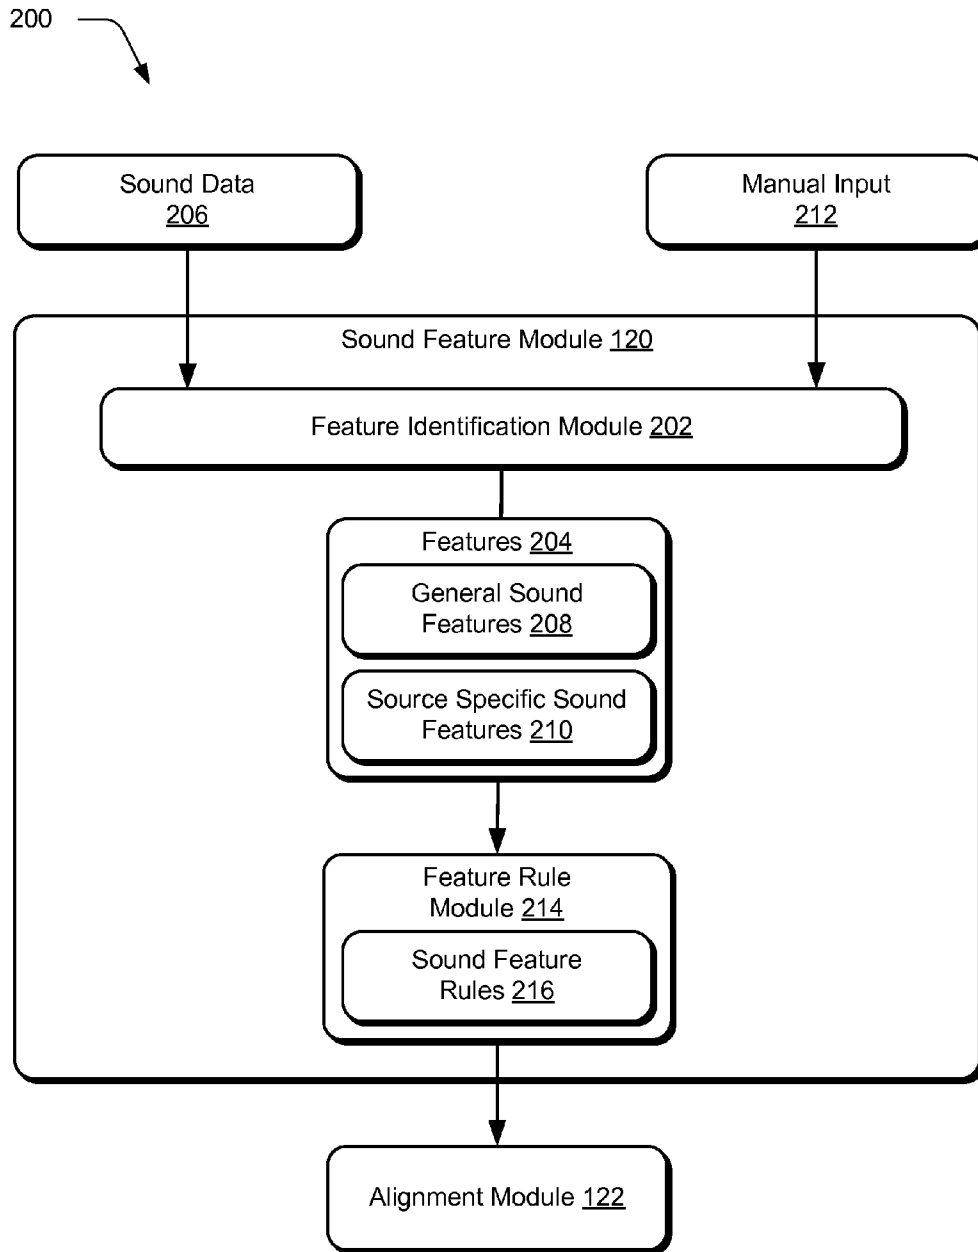 200
Sound Data
206
Manual Input
212
Sound Feature Module 120
Feature Identification Module 202
Features 204
General Sound
Features 208
Source Specific Sound
Features 210
Feature Rule
Module 214
Sound Feature
Rules 216
Alignment Module 122